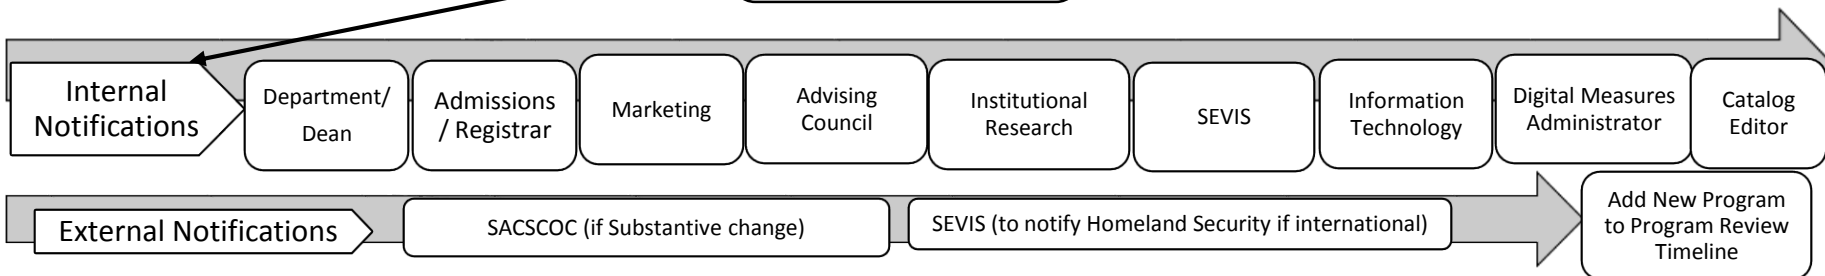 Internal
Notifications
Department/
Dean
Admissions
/ Registrar
Marketing
Advising
Council
Institutional
Research
SEVIS
Information
Technology
Digital Measures
Administrator
Catalog
Editor
External Notifications
SACSCOC (if Substantive change)
SEVIS (to notify Homeland Security if international)
Add New Program
to Program Review
Timeline